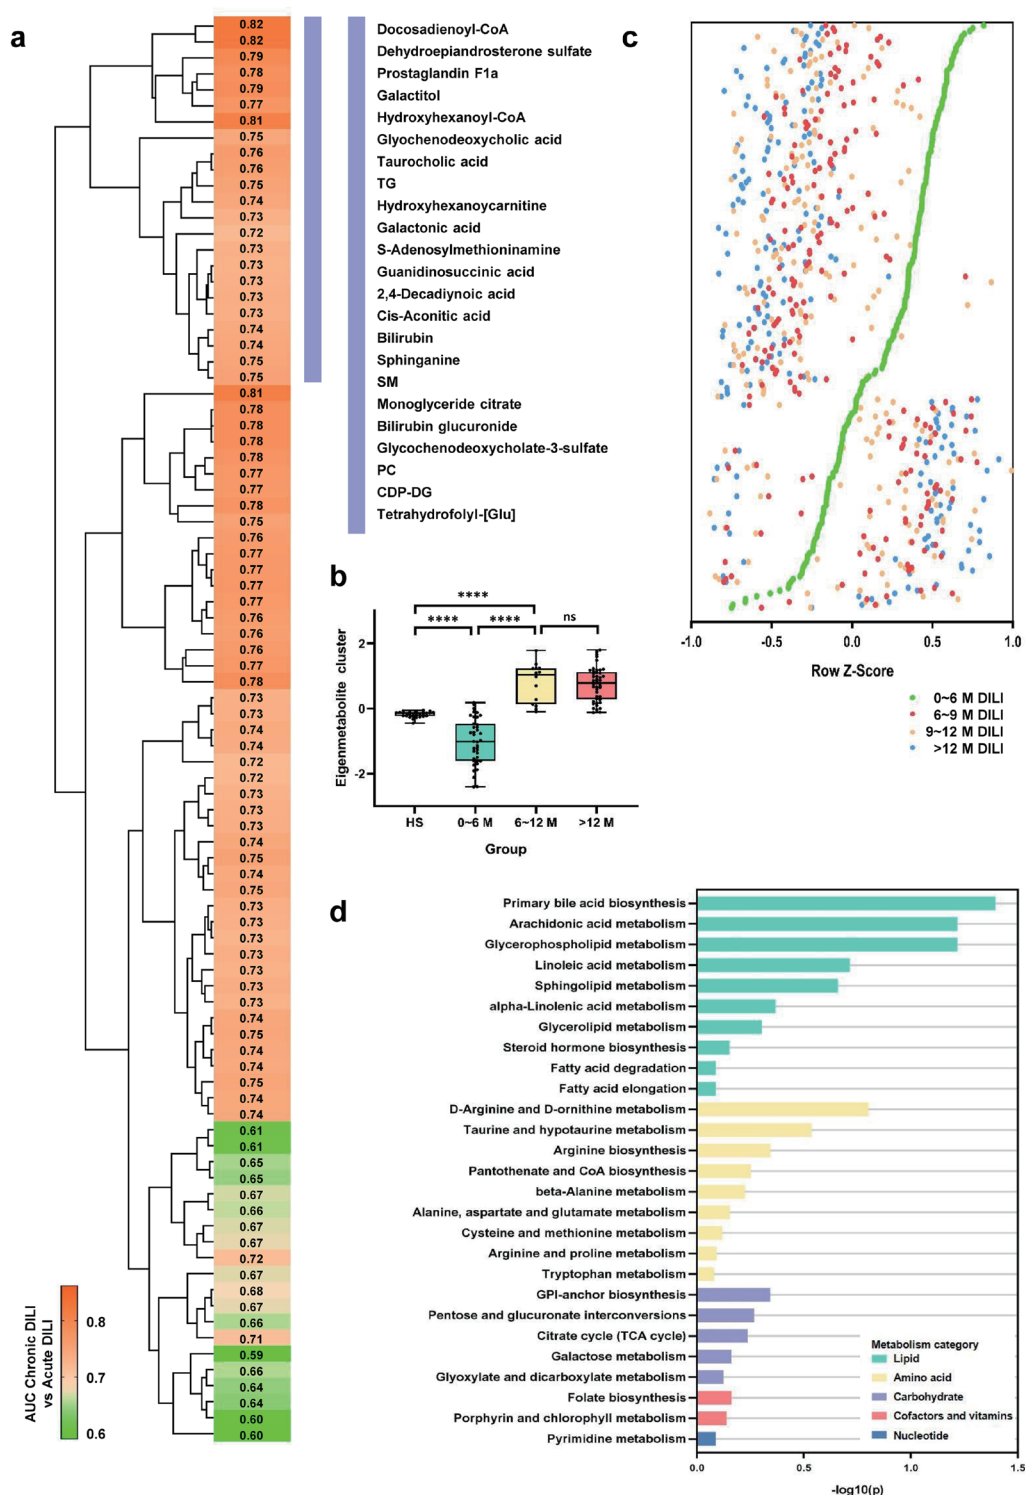 a
0.82
0.82
0.79
0.78
0.79
0.77
0.81
0.75
0.76
0.76
0.75
0.74
0.73
0.72
0.73
0.73
0.73
0.73
0.73
0.74
0.74
0.75
0.75
0.81
0.78
0.78
0.78
0.78
0.77
0.77
0.78
0.75
0.76
0.77
0.77
0.77
0.77
0.76
0.76
0.76
0.77
0.78
0.73
0.73
0.74
0.74
0.72
0.72
0.73
0.73
0.73
0.74
0.75
0.74
0.75
0.73
0.73
0.73
0.73
0.73
0.73
0.73
0.74
0.75
0.74
0.74
0.75
0.74
0.74
0.61
0.61
0.65
0.65
0.67
0.66
0.67
0.67
0.72
0.67
0.68
0.67
0.66
0.71
0.59
0.66
0.64
0.64
0.60
0.60
AUC Chronic DILI
vs Acute DILI
0.8
0.7
0.6
Docosadienoyl-CoA
Dehydroepiandrosterone sulfate
Prostaglandin F1a
Galactitol
Hydroxyhexanoyl-CoA
Glyochenodeoxycholic acid
Taurocholic acid
TG
Hydroxyhexanoycarnitine
Galactonic acid
S-Adenosylmethioninamine
Guanidinosuccinic acid
2,4-Decadiynoic acid
Cis-Aconitic acid
Bilirubin
Sphinganine
SM
Monoglyceride citrate
Bilirubin glucuronide
Glycochenodeoxycholate-3-sulfate
PC
CDP-DG
Tetrahydrofolyl-[Glu]
b
****
****
****
ns
Eigenmetabolite cluster
2
0
-2
HS
0~6 M
6~12 M
>12 M
Group
c
-1.0
-0.5
0.0
0.5
1.0
Row Z-Score
0~6 M DILI
6~9 M DILI
9~12 M DILI
>12 M DILI
d
Primary bile acid biosynthesis
Arachidonic acid metabolism
Glycerophospholipid metabolism
Linoleic acid metabolism
Sphingolipid metabolism
alpha-Linolenic acid metabolism
Glycerolipid metabolism
Steroid hormone biosynthesis
Fatty acid degradation
Fatty acid elongation
D-Arginine and D-ornithine metabolism
Taurine and hypotaurine metabolism
Arginine biosynthesis
Pantothenate and CoA biosynthesis
beta-Alanine metabolism
Alanine, aspartate and glutamate metabolism
Cysteine and methionine metabolism
Arginine and proline metabolism
Tryptophan metabolism
GPI-anchor biosynthesis
Pentose and glucuronate interconversions
Citrate cycle (TCA cycle)
Galactose metabolism
Glyoxylate and dicarboxylate metabolism
Folate biosynthesis
Porphyrin and chlorophyll metabolism
Pyrimidine metabolism
Metabolism category
Lipid
Amino acid
Carbohydrate
Cofactors and vitamins
Nucleotide
0.0
0.5
1.0
1.5
-log10(p)